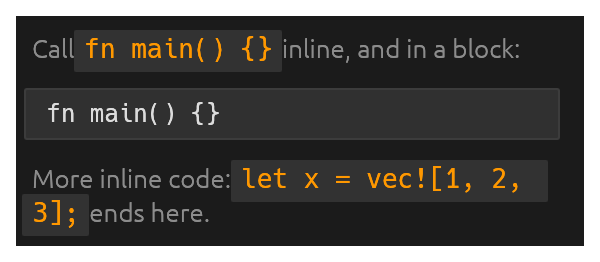 Call fn main() {} inline, and in a block:
fn main() {}
More inline code: let x = vec![1, 2,
3]; ends here.